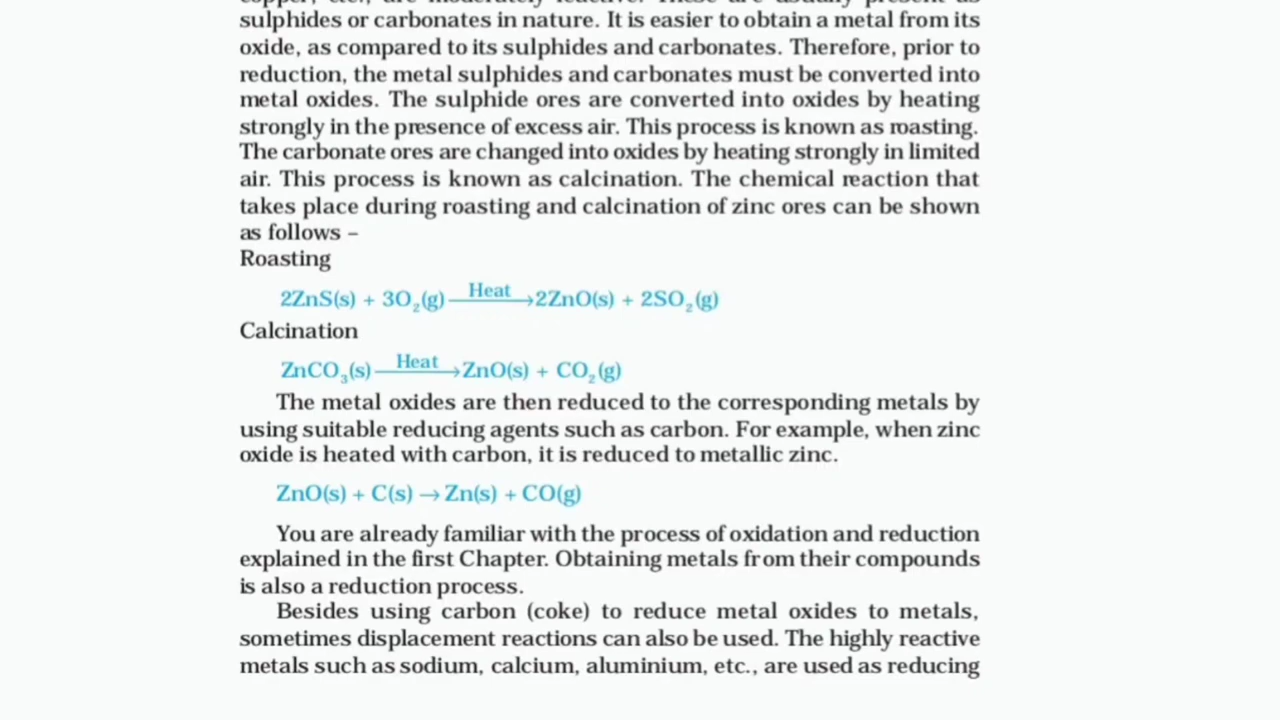 copper, etc., are moderately reactive. These are usually present as
sulphides or carbonates in nature. It is easier to obtain a metal from its
oxide, as compared to its sulphides and carbonates. Therefore, prior to
reduction, the metal sulphides and carbonates must be converted into
metal oxides. The sulphide ores are converted into oxides by heating
strongly in the presence of excess air. This process is known as roasting.
The carbonate ores are changed into oxides by heating strongly in limited
air. This process is known as calcination. The chemical reaction that
takes place during roasting and calcination of zinc ores can be shown
as follows –
Roasting
2ZnS(s) + 3O₂(g) —Heat→ 2ZnO(s) + 2SO₂(g)
Calcination
ZnCO₃(s) —Heat→ ZnO(s) + CO₂(g)
The metal oxides are then reduced to the corresponding metals by
using suitable reducing agents such as carbon. For example, when zinc
oxide is heated with carbon, it is reduced to metallic zinc.
ZnO(s) + C(s) → Zn(s) + CO(g)
You are already familiar with the process of oxidation and reduction
explained in the first Chapter. Obtaining metals from their compounds
is also a reduction process.
Besides using carbon (coke) to reduce metal oxides to metals,
sometimes displacement reactions can also be used. The highly reactive
metals such as sodium, calcium, aluminium, etc., are used as reducing